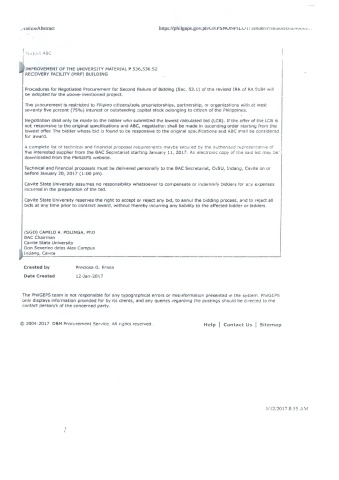 Project ABC
IMPROVEMENT OF THE UNIVERSITY MATERIAL P 536,536.52
RECOVERY FACILITY (MRF) BUILDING
Procedures for Negotiated Procurement for Second Failure of Bidding (Sec. 53.1) of the revised IRA of RA 9184 will
be adopted for the above-mentioned project.
The procurement is restricted to Filipino citizens/sole proprietorships, partnership, or organizations with at least
seventy five percent (75%) interest or outstanding capital stock belonging to citizen of the Philippines.
Negotiation shall only be made to the bidder who submitted the lowest calculated bid (LCB). If the offer of the LCB is
not responsive to the original specifications and ABC, negotiation shall be made in ascending order starting from the
lowest offer. The bidder whose bid is found to be responsive to the original specifications and ABC shall be considered
for award.
A complete list of technical and financial proposal requirements maybe secured by the authorized representative of
the interested supplier from the BAC Secretariat starting January 11, 2017. An electronic copy of the said list may be
downloaded from the PhilGEPS website.
Technical and financial proposals must be delivered personally to the BAC Secretariat, CvSU, Indang, Cavite on or
before January 20, 2017 (1:00 pm).
Cavite State University assumes no responsibility whatsoever to compensate or indemnify bidders for any expenses
incurred in the preparation of the bid.
Cavite State University reserves the right to accept or reject any bid, to annul the bidding process, and to reject all
bids at any time prior to contract award, without thereby incurring any liability to the affected bidder or bidders.
(SGD) CAMILO A. POLINGA, PhD
BAC Chairman
Cavite State University
Don Severino delas Alas Campus
Indang, Cavite
Created by
Date Created 12-Jan-2017
The PhilGEPS team is not responsible for any typographical errors or misinformation presented in the system. PhilGEPS
only displays information provided for by its clients, and any queries regarding the postings should be directed to the
contact person/s of the concerned party.
© 2004-2017 DBM Procurement Service. All rights reserved. Help | Contact Us | Sitemap
1/12/2017 8:55 AM